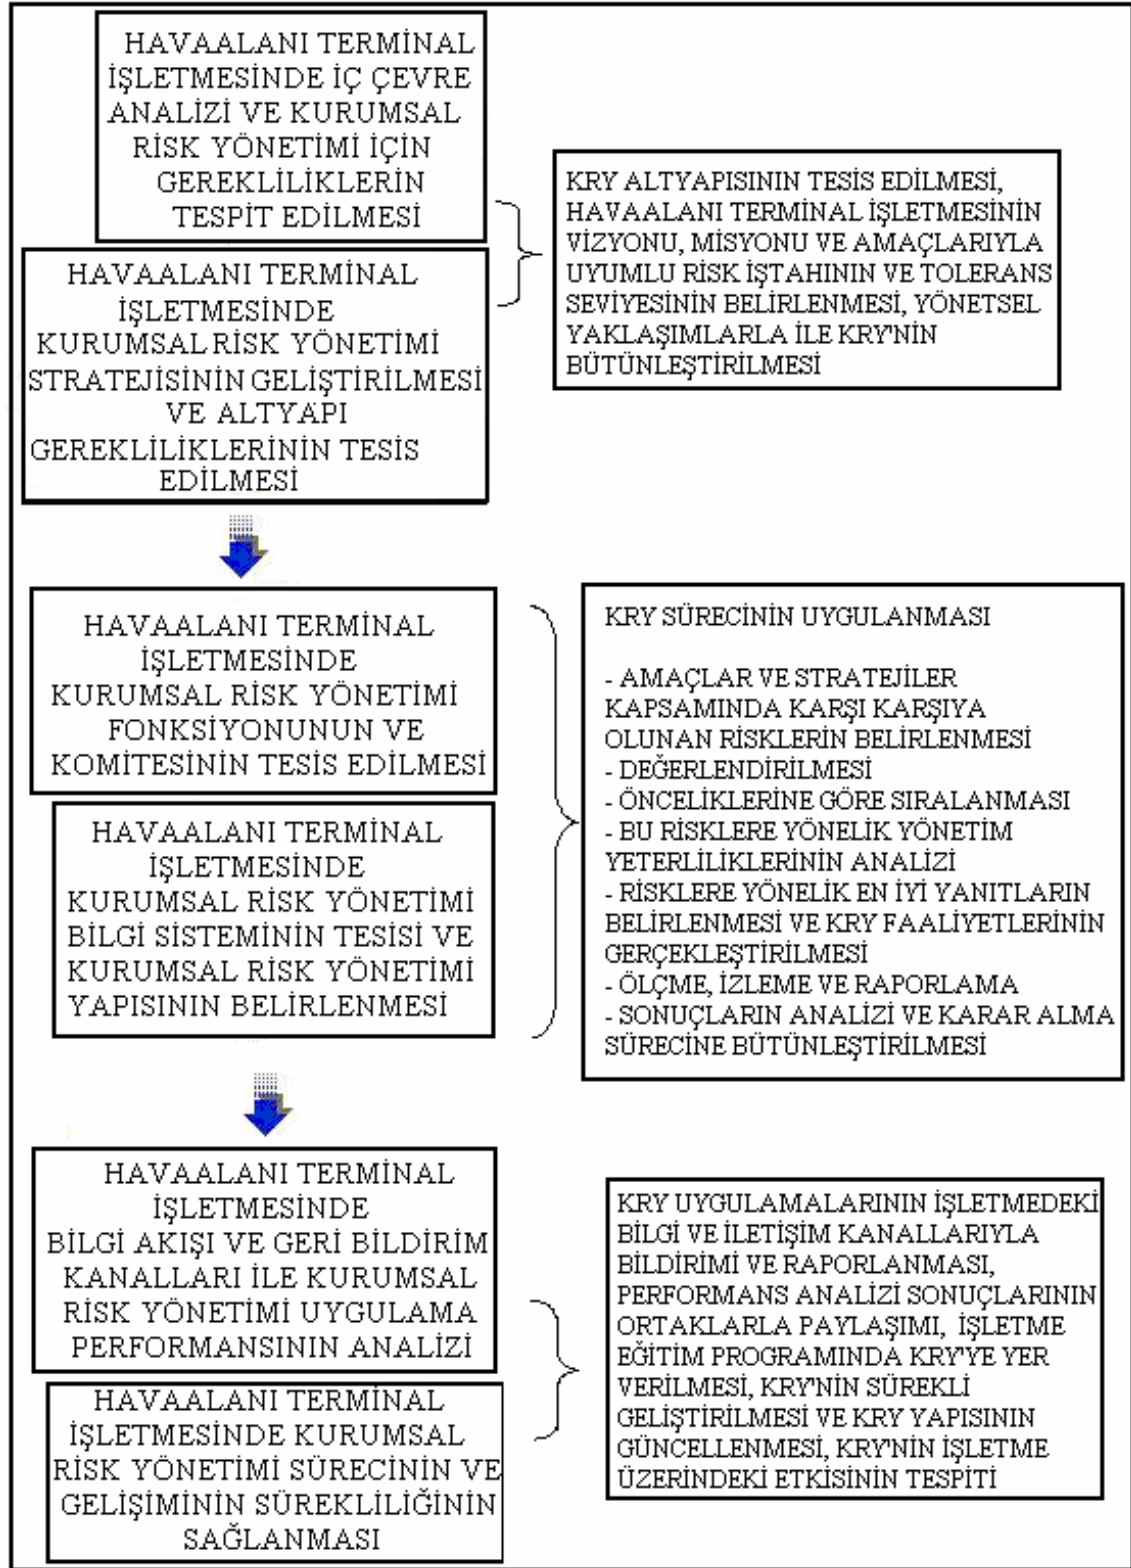 HAVAALANI TERMİNAL
İŞLETMESİNDE İÇ ÇEVRE
ANALİZİ VE KURUMSAL
RİSK YÖNETİMİ İÇİN
GEREKLİLİKLERİN
TESPİT EDİLMESİ
HAVAALANI TERMİNAL
İŞLETMESİNDE
KURUMSAL RİSK YÖNETİMİ
STRATEJİSİNİN GELİŞTİRİLMESİ
VE ALTYAPI
GEREKLİLİKLERİNİN TESİS
EDİLMESİ
KRY ALTYAPISININ TESİS EDİLMESİ,
HAVAALANI TERMİNAL İŞLETMESİNİN
VİZYONU, MİSYONU VE AMAÇLARIYLA
UYUMLU RİSK İŞTAHININ VE TOLERANS
SEVİYESİNİN BELİRLENMESİ, YÖNETSEL
YAKLAŞIMLARLA İLE KRY'NİN
BÜTÜNLEŞTİRİLMESİ
HAVAALANI TERMİNAL
İŞLETMESİNDE
KURUMSAL RİSK YÖNETİMİ
FONKSİYONUNUN VE
KOMİTESİNİN TESİS EDİLMESİ
HAVAALANI TERMİNAL
İŞLETMESİNDE
KURUMSAL RİSK YÖNETİMİ
BİLGİ SİSTEMİNİN TESİSİ VE
KURUMSAL RİSK YÖNETİMİ
YAPISININ BELİRLENMESİ
KRY SÜRECİNİN UYGULANMASI
- AMAÇLAR VE STRATEJİLER
KAPSAMINDA KARŞI KARŞIYA
OLUNAN RİSKLERİN BELİRLENMESİ
- DEĞERLENDİRİLMESİ
- ÖNCELİKLERİNE GÖRE SIRALANMASI
- BU RİSKLERE YÖNELİK YÖNETİM
YETERLİLİKLERİNİN ANALİZİ
- RİSKLERE YÖNELİK EN İYİ YANITLARIN
BELİRLENMESİ VE KRY FAALİYETLERİNİN
GERÇEKLEŞTİRİLMESİ
- ÖLÇME, İZLEME VE RAPORLAMA
- SONUÇLARIN ANALİZİ VE KARAR ALMA
SÜRECİNE BÜTÜNLEŞTİRİLMESİ
HAVAALANI TERMİNAL
İŞLETMESİNDE
BİLGİ AKIŞI VE GERİ BİLDİRİM
KANALLARI İLE KURUMSAL
RİSK YÖNETİMİ UYGULAMA
PERFORMANSININ ANALİZİ
HAVAALANI TERMİNAL
İŞLETMESİNDE KURUMSAL
RİSK YÖNETİMİ SÜRECİNİN VE
GELİŞİMİNİN SÜREKLİLİĞİNİN
SAĞLANMASI
KRY UYGULAMALARININ İŞLETMEDEKİ
BİLGİ VE İLETİŞİM KANALLARIYLA
BİLDİRİMİ VE RAPORLANMASI,
PERFORMANS ANALİZİ SONUÇLARININ
ORTAKLARLA PAYLAŞIMI, İŞLETME
EĞİTİM PROGRAMINDA KRY'YE YER
VERİLMESİ, KRY'NİN SÜREKLİ
GELİŞTİRİLMESİ VE KRY YAPISININ
GÜNCELLENMESİ, KRY'NİN İŞLETME
ÜZERİNDEKİ ETKİSİNİN TESPİTİ